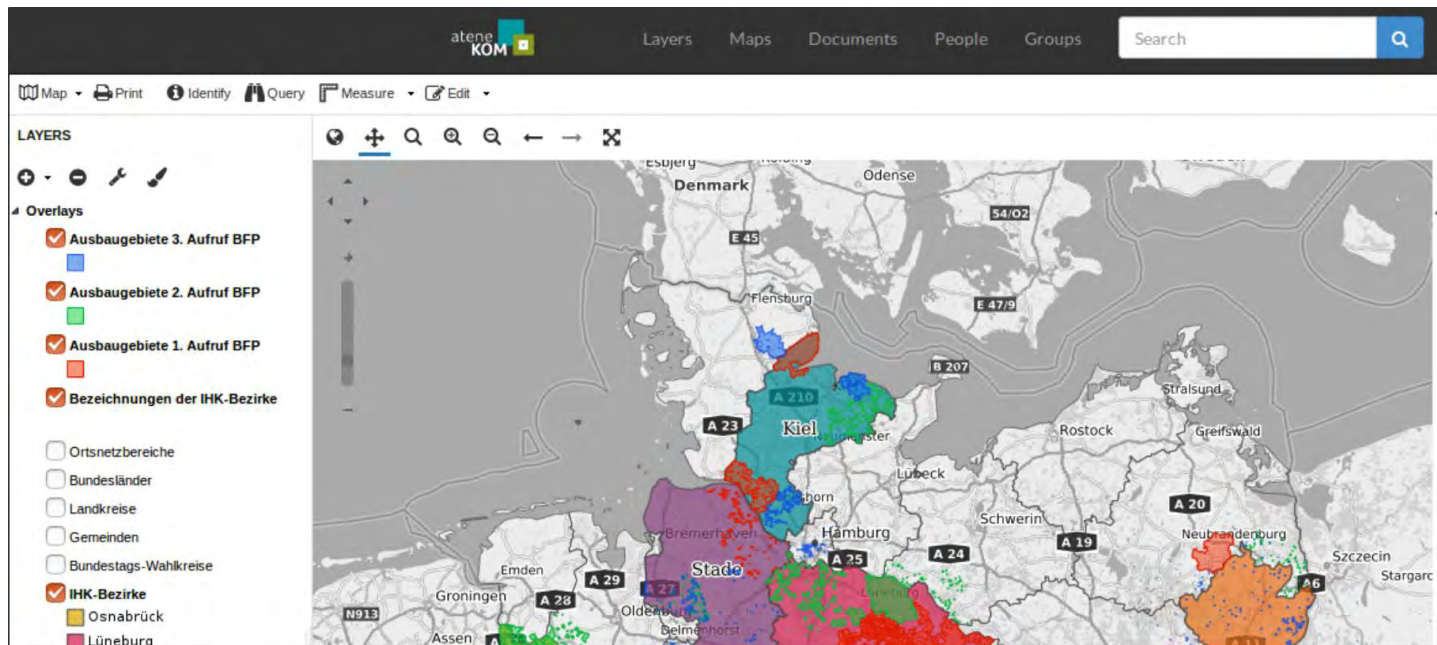 atene
KOM
Layers Maps Documents People Groups Search
Map Print Identify Query Measure Edit
LAYERS
Overlays
Ausbaugebiete 3. Aufruf BFP
Ausbaugebiete 2. Aufruf BFP
Ausbaugebiete 1. Aufruf BFP
Bezeichnungen der IHK-Bezirke
Ortsnetzbereiche
Bundesländer
Landkreise
Gemeinden
Bundestags-Wahlkreise
IHK-Bezirke
Osnabrück
Lüneburg
Esbjerg
Odense
Denmark
54/O2
E 45
Flensburg
E 47/9
B 207
Stralsund
A 210
A 23
Kiel
Rostock
Greifswald
Lübeck
A 20
Schwerin
Bremerhaven
Hamburg
A 19
Neubrandenburg
A 25
A 24
Szczecin
Stade
Emden
A 29
Stargard
A6
Groningen
A 28
A 27
Lüneburg
N913
Oldenburg
Delmenhorst
Assen
A 11